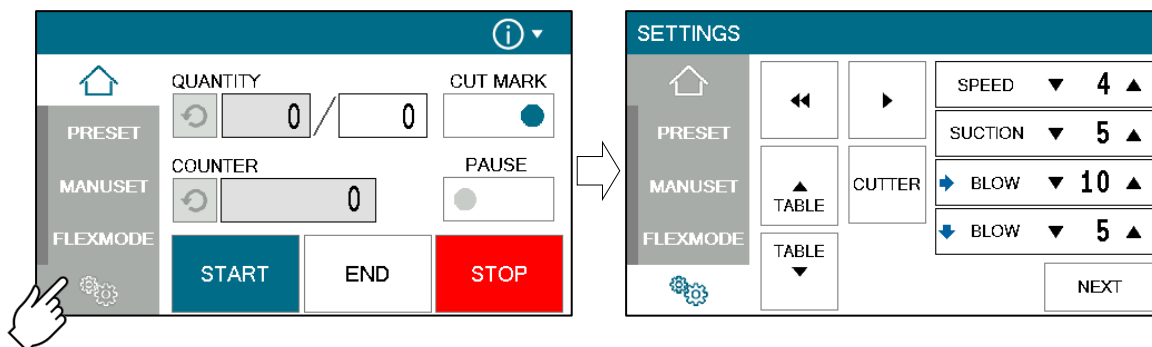 QUANTITY
CUT MARK
0 / 0
PRESET
COUNTER
PAUSE
MANUSET
0
FLEXMODE
START
END
STOP
SETTINGS
SPEED ▼ 4 ▲
PRESET
SUCTION ▼ 5 ▲
MANUSET
▲
TABLE
CUTTER
BLOW ▼ 10 ▲
FLEXMODE
TABLE
▼
BLOW ▼ 5 ▲
NEXT